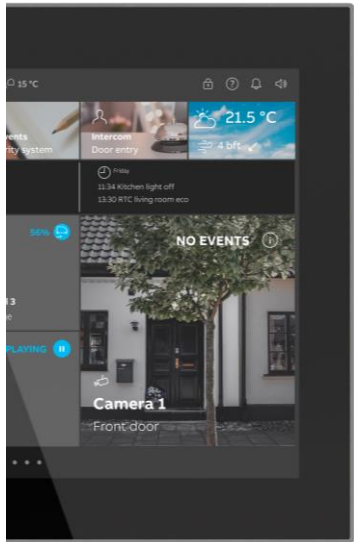 15 °C
vents
Intercom
ity system
Door entry
21.5 °C
4 bft
Friday
11:34 Kitchen light off
13:30 RTC living room eco
56%
NO EVENTS
l 3
e
PLAYING
Camera 1
Front door